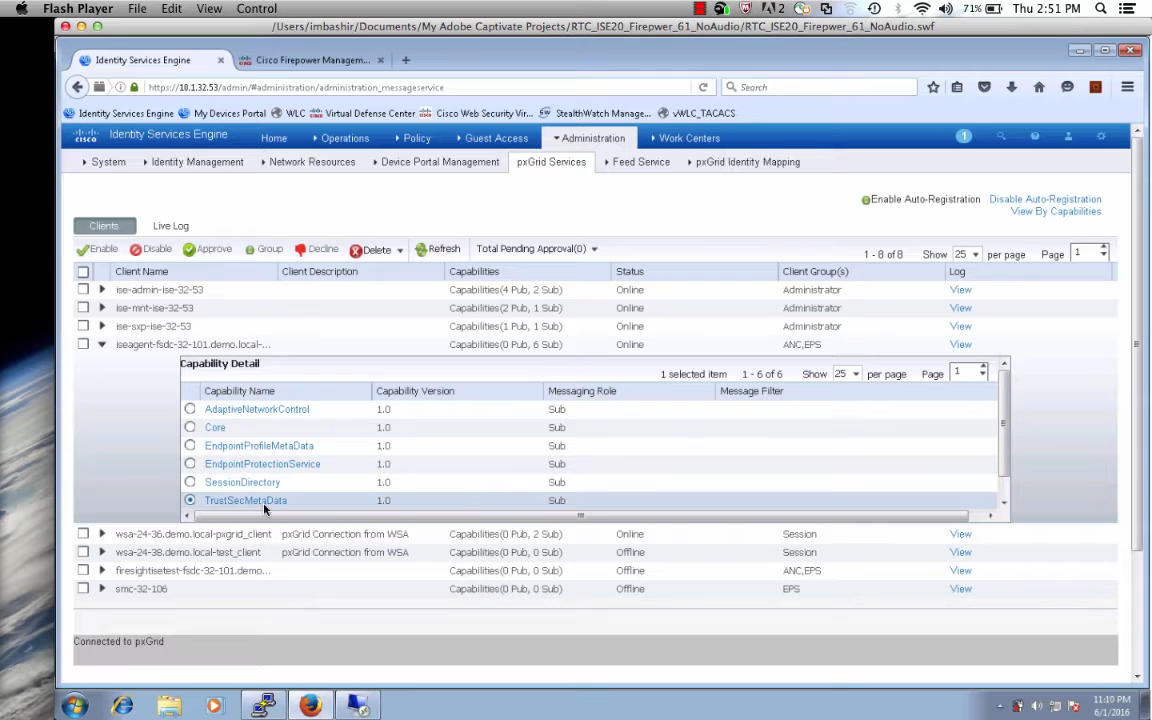 Flash Player File Edit View Control 2 71% Thu 2:51 PM
/Users/imbashir/Documents/My Adobe Captivate Projects/RTC_ISE20_Firepwer_61_NoAudio/RTC_ISE20_Firepwer_61_NoAudio.swf
Identity Services Engine × Cisco Firepower Managem... × +
https://10.1.32.53/admin/#administration/administration_messageservice Search
Identity Services Engine My Devices Portal WLC Virtual Defense Center Cisco Web Security Vir... StealthWatch Manage... vWLC_TACACS
cisco Identity Services Engine Home Operations Policy Guest Access Administration Work Centers 1
System Identity Management Network Resources Device Portal Management pxGrid Services Feed Service pxGrid Identity Mapping
Enable Auto-Registration Disable Auto-Registration
View By Capabilities
Clients Live Log
Enable Disable Approve Group Decline Delete Refresh Total Pending Approval(0) 1 - 8 of 8 Show 25 per page Page 1
Client Name Client Description Capabilities Status Client Group(s) Log
ise-admin-ise-32-53 Capabilities(4 Pub, 2 Sub) Online Administrator View
ise-mnt-ise-32-53 Capabilities(2 Pub, 1 Sub) Online Administrator View
ise-sxp-ise-32-53 Capabilities(1 Pub, 1 Sub) Online Administrator View
iseagent-fsdc-32-101.demo.local-... Capabilities(0 Pub, 6 Sub) Online ANC,EPS View
Capability Detail
1 selected item 1 - 6 of 6 Show 25 per page Page 1
Capability Name Capability Version Messaging Role Message Filter
AdaptiveNetworkControl 1.0 Sub
Core 1.0 Sub
EndpointProfileMetaData 1.0 Sub
EndpointProtectionService 1.0 Sub
SessionDirectory 1.0 Sub
TrustSecMetaData 1.0 Sub
wsa-24-36.demo.local-pxgrid_client pxGrid Connection from WSA Capabilities(0 Pub, 2 Sub) Online Session View
wsa-24-38.demo.local-test_client pxGrid Connection from WSA Capabilities(0 Pub, 0 Sub) Offline Session View
firesightisetest-fsdc-32-101.demo... Capabilities(0 Pub, 0 Sub) Offline ANC,EPS View
smc-32-106 Capabilities(0 Pub, 0 Sub) Offline EPS View
Connected to pxGrid
11:10 PM
6/1/2016